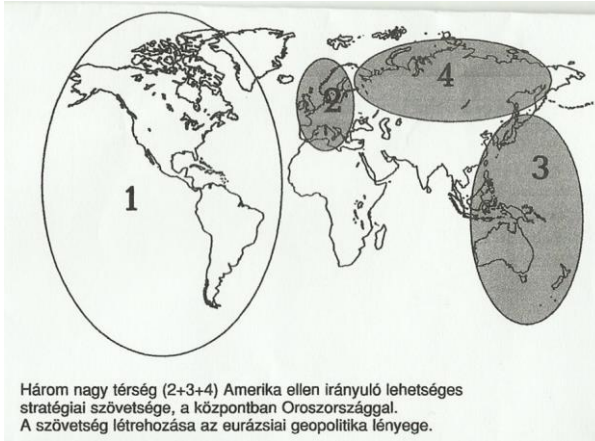 1
2
4
3
Három nagy térség (2+3+4) Amerika ellen irányuló lehetséges
stratégiai szövetsége, a központban Oroszországgal.
A szövetség létrehozása az eurázsiai geopolitika lényege.